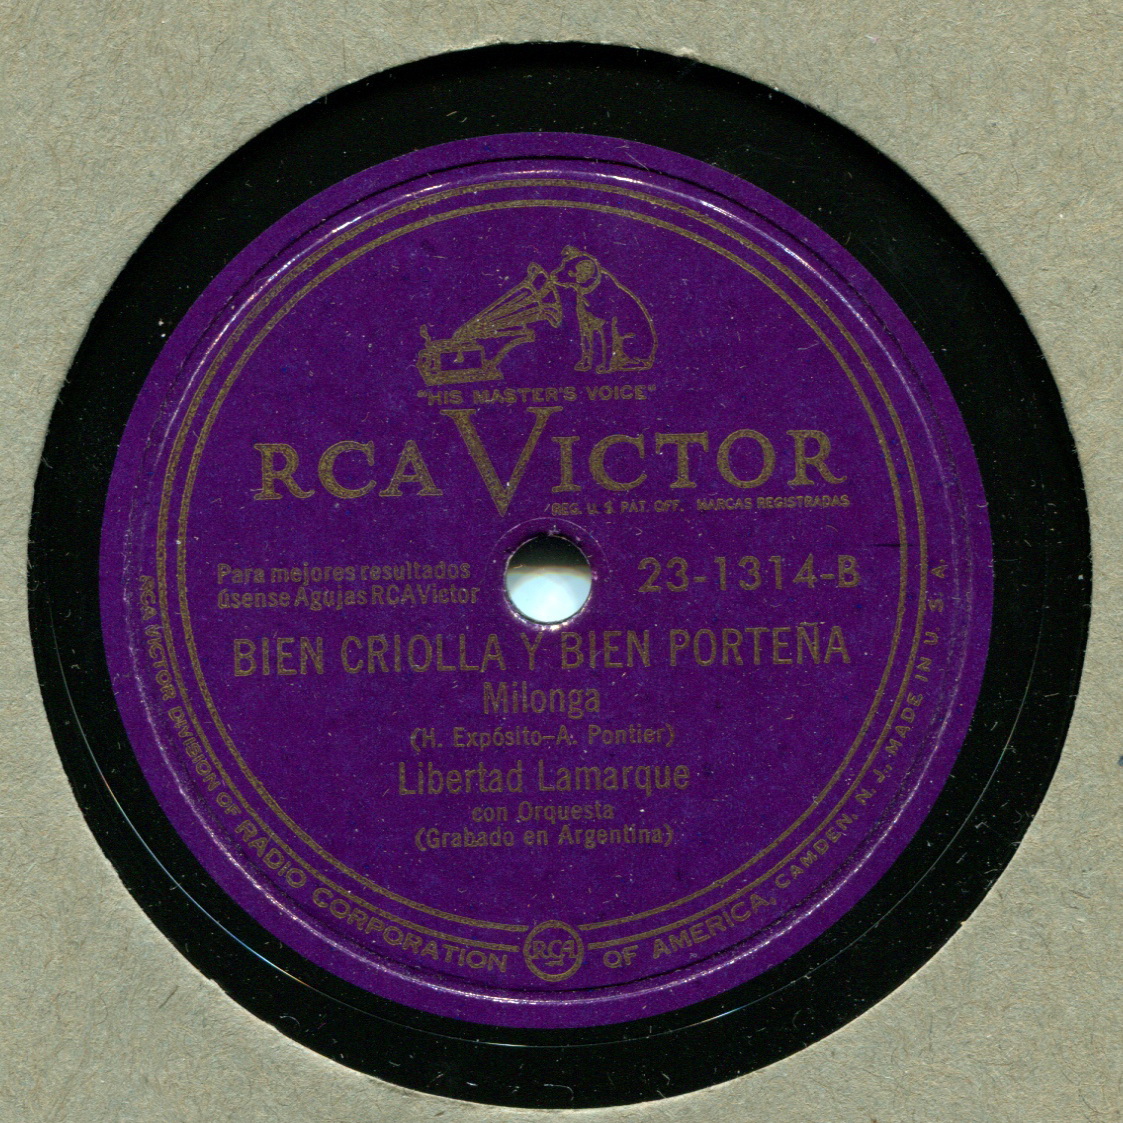 "HIS MASTER'S VOICE"
RCA VICTOR
REG. U. S. PAT. OFF. MARCAS REGISTRADAS
Para mejores resultados
úsense Agujas RCA Victor
23-1314-B
BIEN CRIOLLA Y BIEN PORTEÑA
Milonga
(H. Expósito-A. Pontier)
Libertad Lamarque
con Orquesta
(Grabado en Argentina)
RCA VICTOR DIVISION OF RADIO CORPORATION OF AMERICA, CAMDEN, N. J., MADE IN U. S. A.
RCA